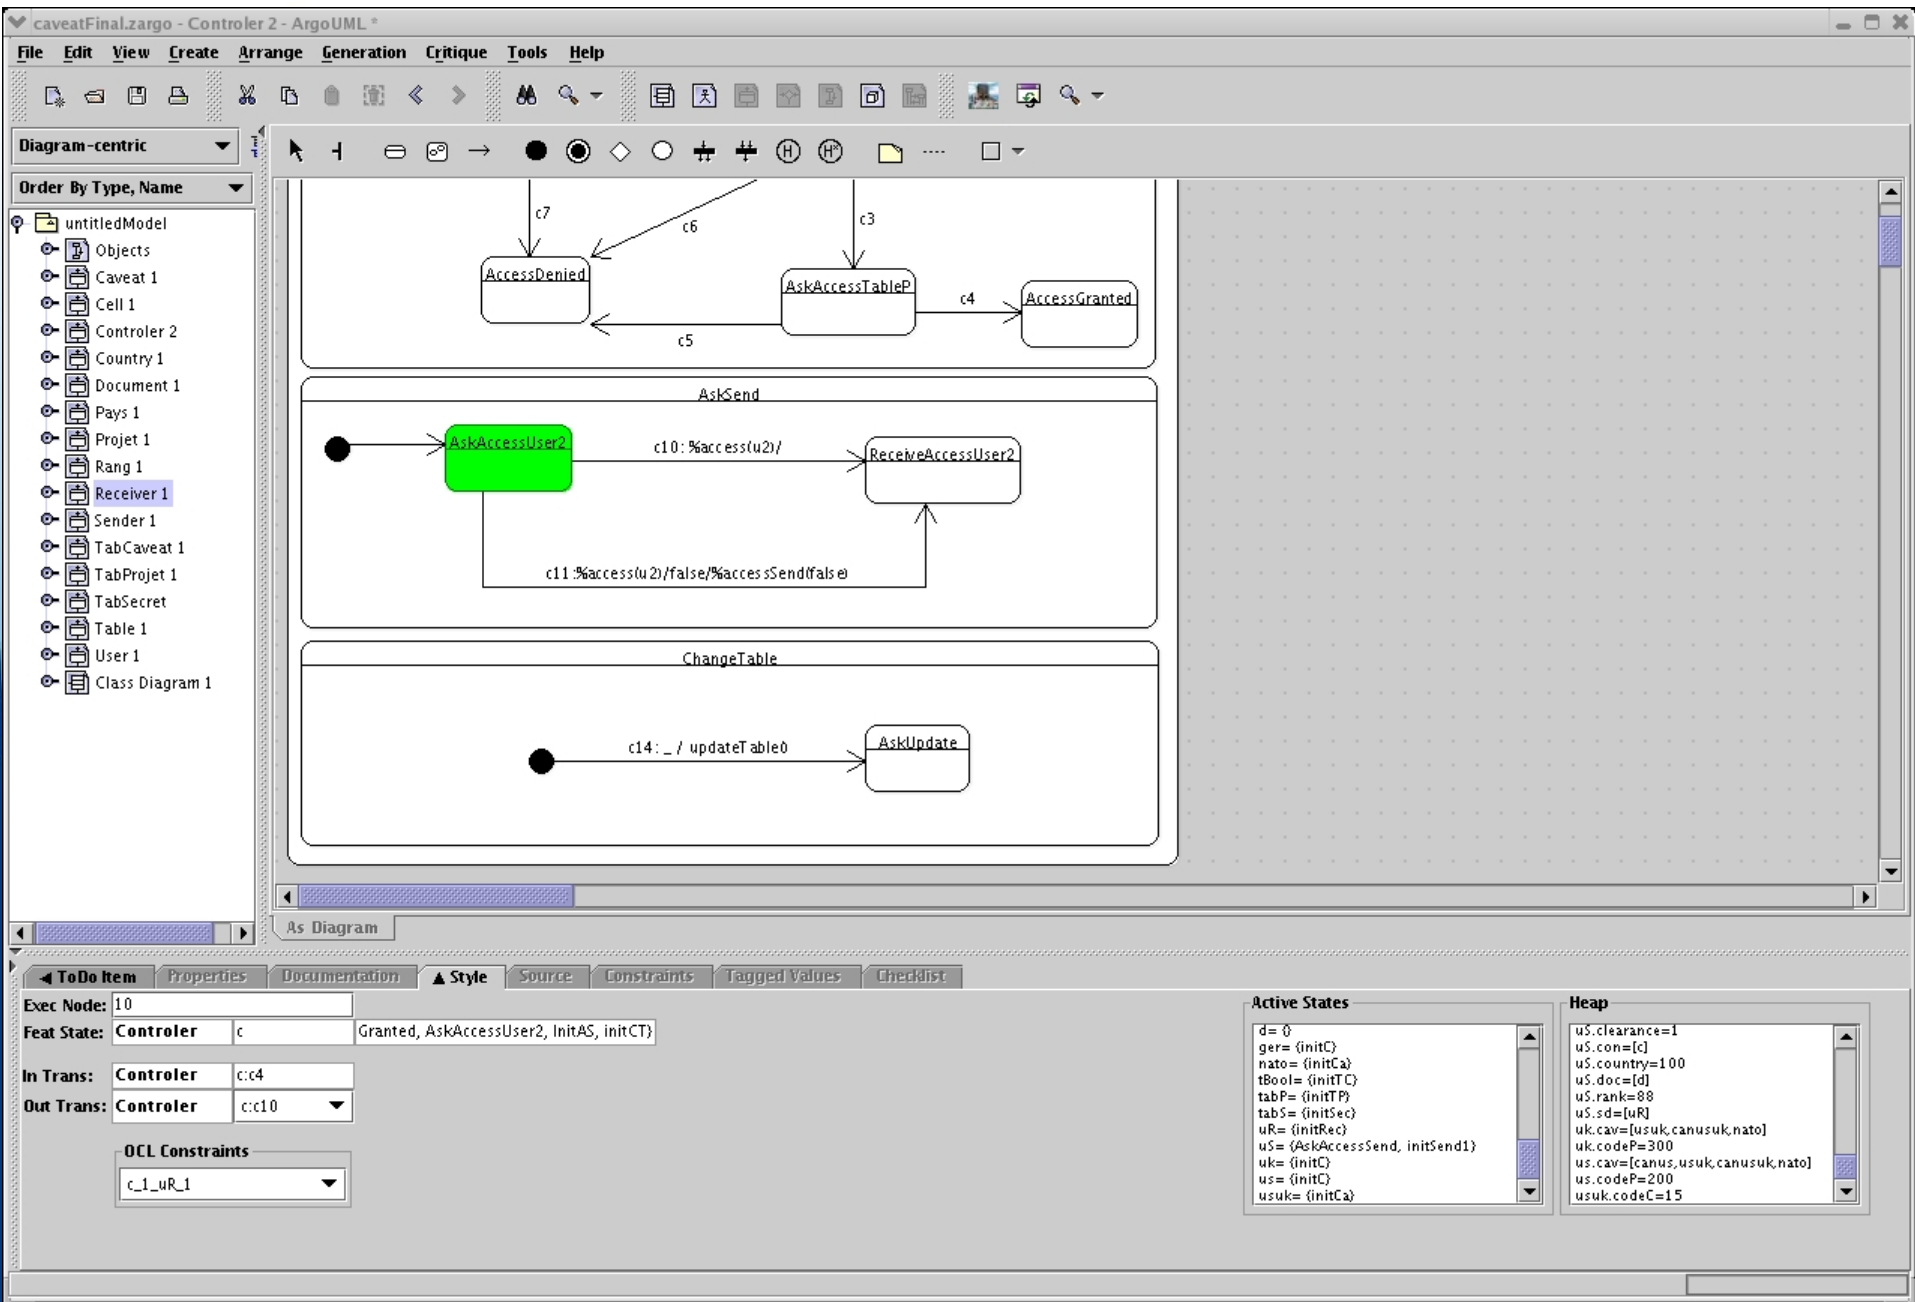 caveatFinal.zargo - Controler 2 - ArgoUML *
File Edit View Create Arrange Generation Critique Tools Help
Diagram-centric
Order By Type, Name
untitledModel
Objects
Caveat 1
Cell 1
Controler 2
Country 1
Document 1
Pays 1
Projet 1
Rang 1
Receiver 1
Sender 1
TabCaveat 1
TabProjet 1
TabSecret
Table 1
User 1
Class Diagram 1
H H*
c7
c6
c3
AccessDenied
AskAccessTableP
c4
AccessGranted
c5
AskSend
AskAccessUser2
c10: %access(u2)/
ReceiveAccessUser2
c11:%access(u2)/false/%accessSend(false)
ChangeTable
c14: _ / updateTable()
AskUpdate
As Diagram
ToDo Item Properties Documentation Style Source Constraints Tagged Values Checklist
Exec Node: 10
Feat State: Controler c Granted, AskAccessUser2, InitAS, initCT}
In Trans: Controler c:c4
Out Trans: Controler c:c10
OCL Constraints
c_1_uR_1
Active States
d= {}
ger= {initC}
nato= {initCa}
tBool= {initTC}
tabP= {initTP}
tabS= {initSec}
uR= {initRec}
uS= {AskAccessSend, initSend1}
uk= {initC}
us= {initC}
usuk= {initCa}
Heap
uS.clearance=1
uS.con=[c]
uS.country=100
uS.doc=[d]
uS.rank=88
uS.sd=[uR]
uk.cav=[usuk,canusuk,nato]
uk.codeP=300
us.cav=[canus,usuk,canusuk,nato]
us.codeP=200
usuk.codeC=15